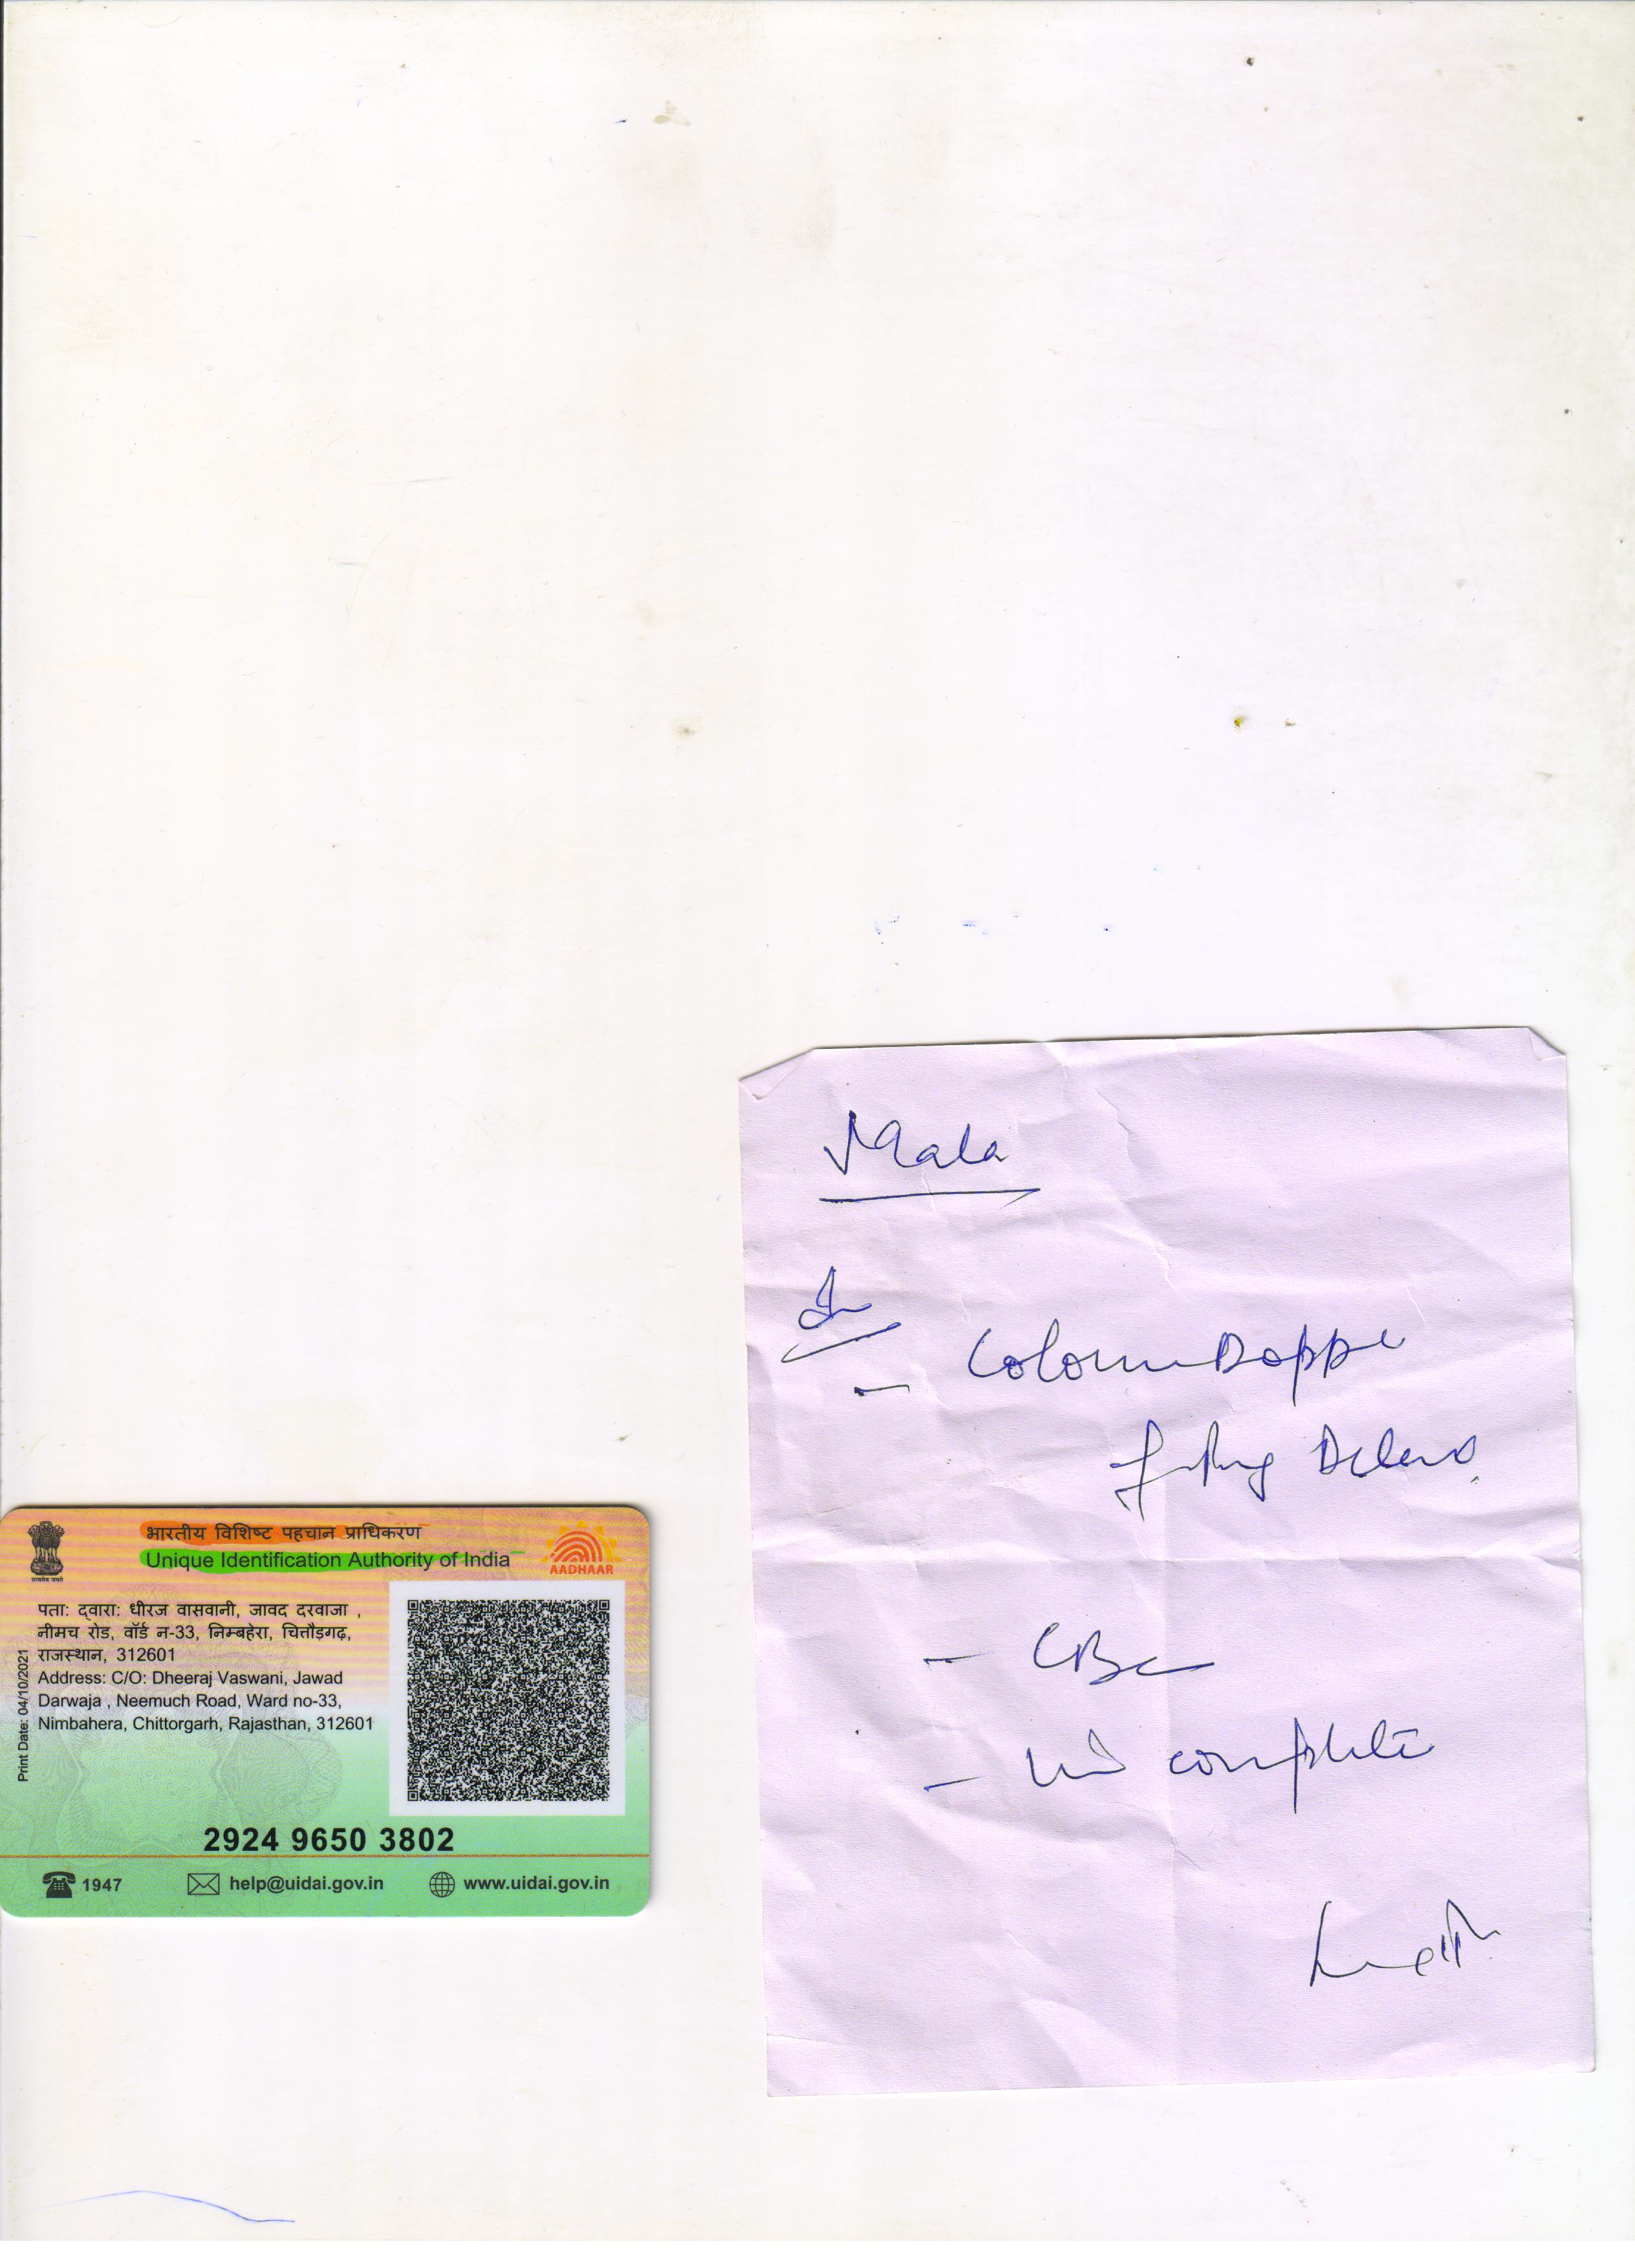 भारतीय विशिष्ट पहचान प्राधिकरण
Unique Identification Authority of India
AADHAAR
पता: द्वारा: धीरज वासवानी, जावद दरवाजा ,
नीमच रोड, वॉर्ड न-33, निम्बहेरा, चित्तौड़गढ़,
राजस्थान, 312601
Address: C/O: Dheeraj Vaswani, Jawad
Darwaja , Neemuch Road, Ward no-33,
Nimbahera, Chittorgarh, Rajasthan, 312601
Print Date: 04/10/2021
2924 9650 3802
1947
help@uidai.gov.in
www.uidai.gov.in
Mala
- Colour Dopple
- CBC
- complete